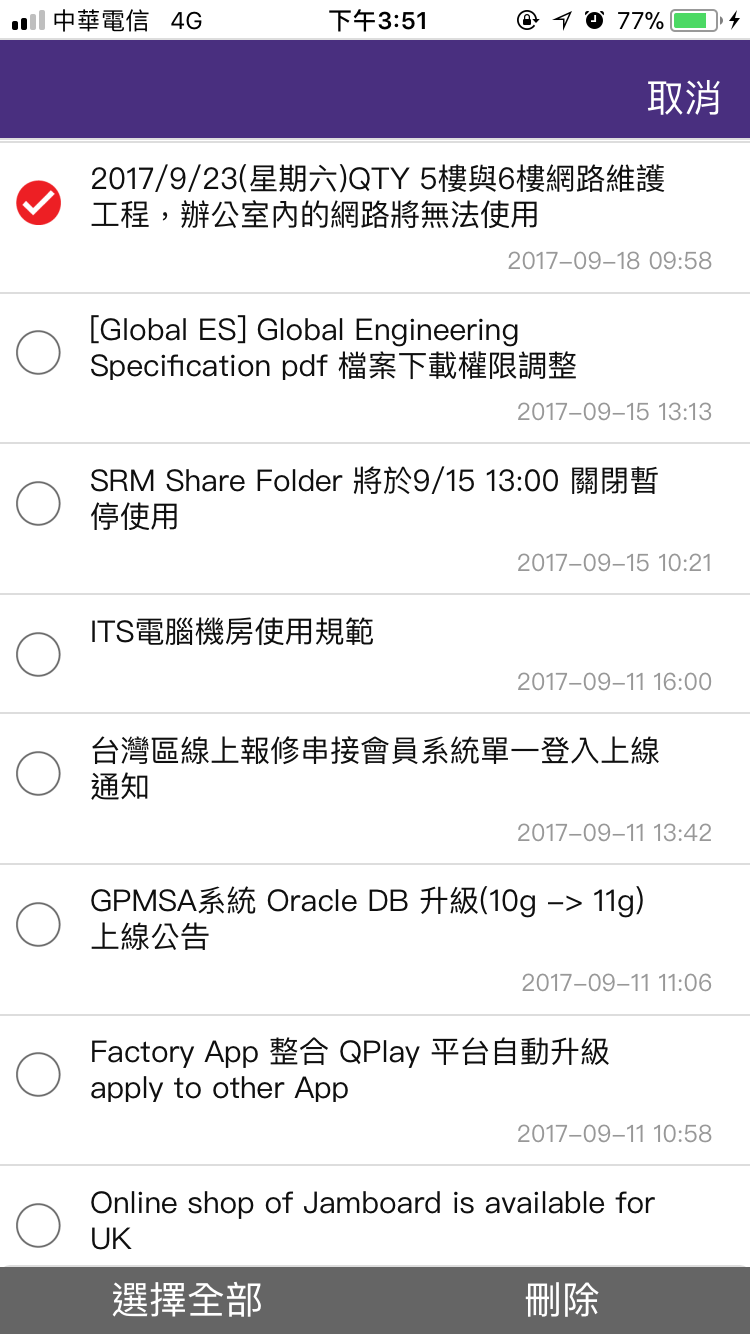 中華電信 4G 下午3:51 77%
取消
2017/9/23(星期六)QTY 5樓與6樓網路維護
工程，辦公室內的網路將無法使用
2017-09-18 09:58
[Global ES] Global Engineering
Specification pdf 檔案下載權限調整
2017-09-15 13:13
SRM Share Folder 將於9/15 13:00 關閉暫
停使用
2017-09-15 10:21
ITS電腦機房使用規範
2017-09-11 16:00
台灣區線上報修串接會員系統單一登入上線
通知
2017-09-11 13:42
GPMSA系統 Oracle DB 升級(10g -> 11g)
上線公告
2017-09-11 11:06
Factory App 整合 QPlay 平台自動升級
apply to other App
2017-09-11 10:58
Online shop of Jamboard is available for
UK
選擇全部 刪除